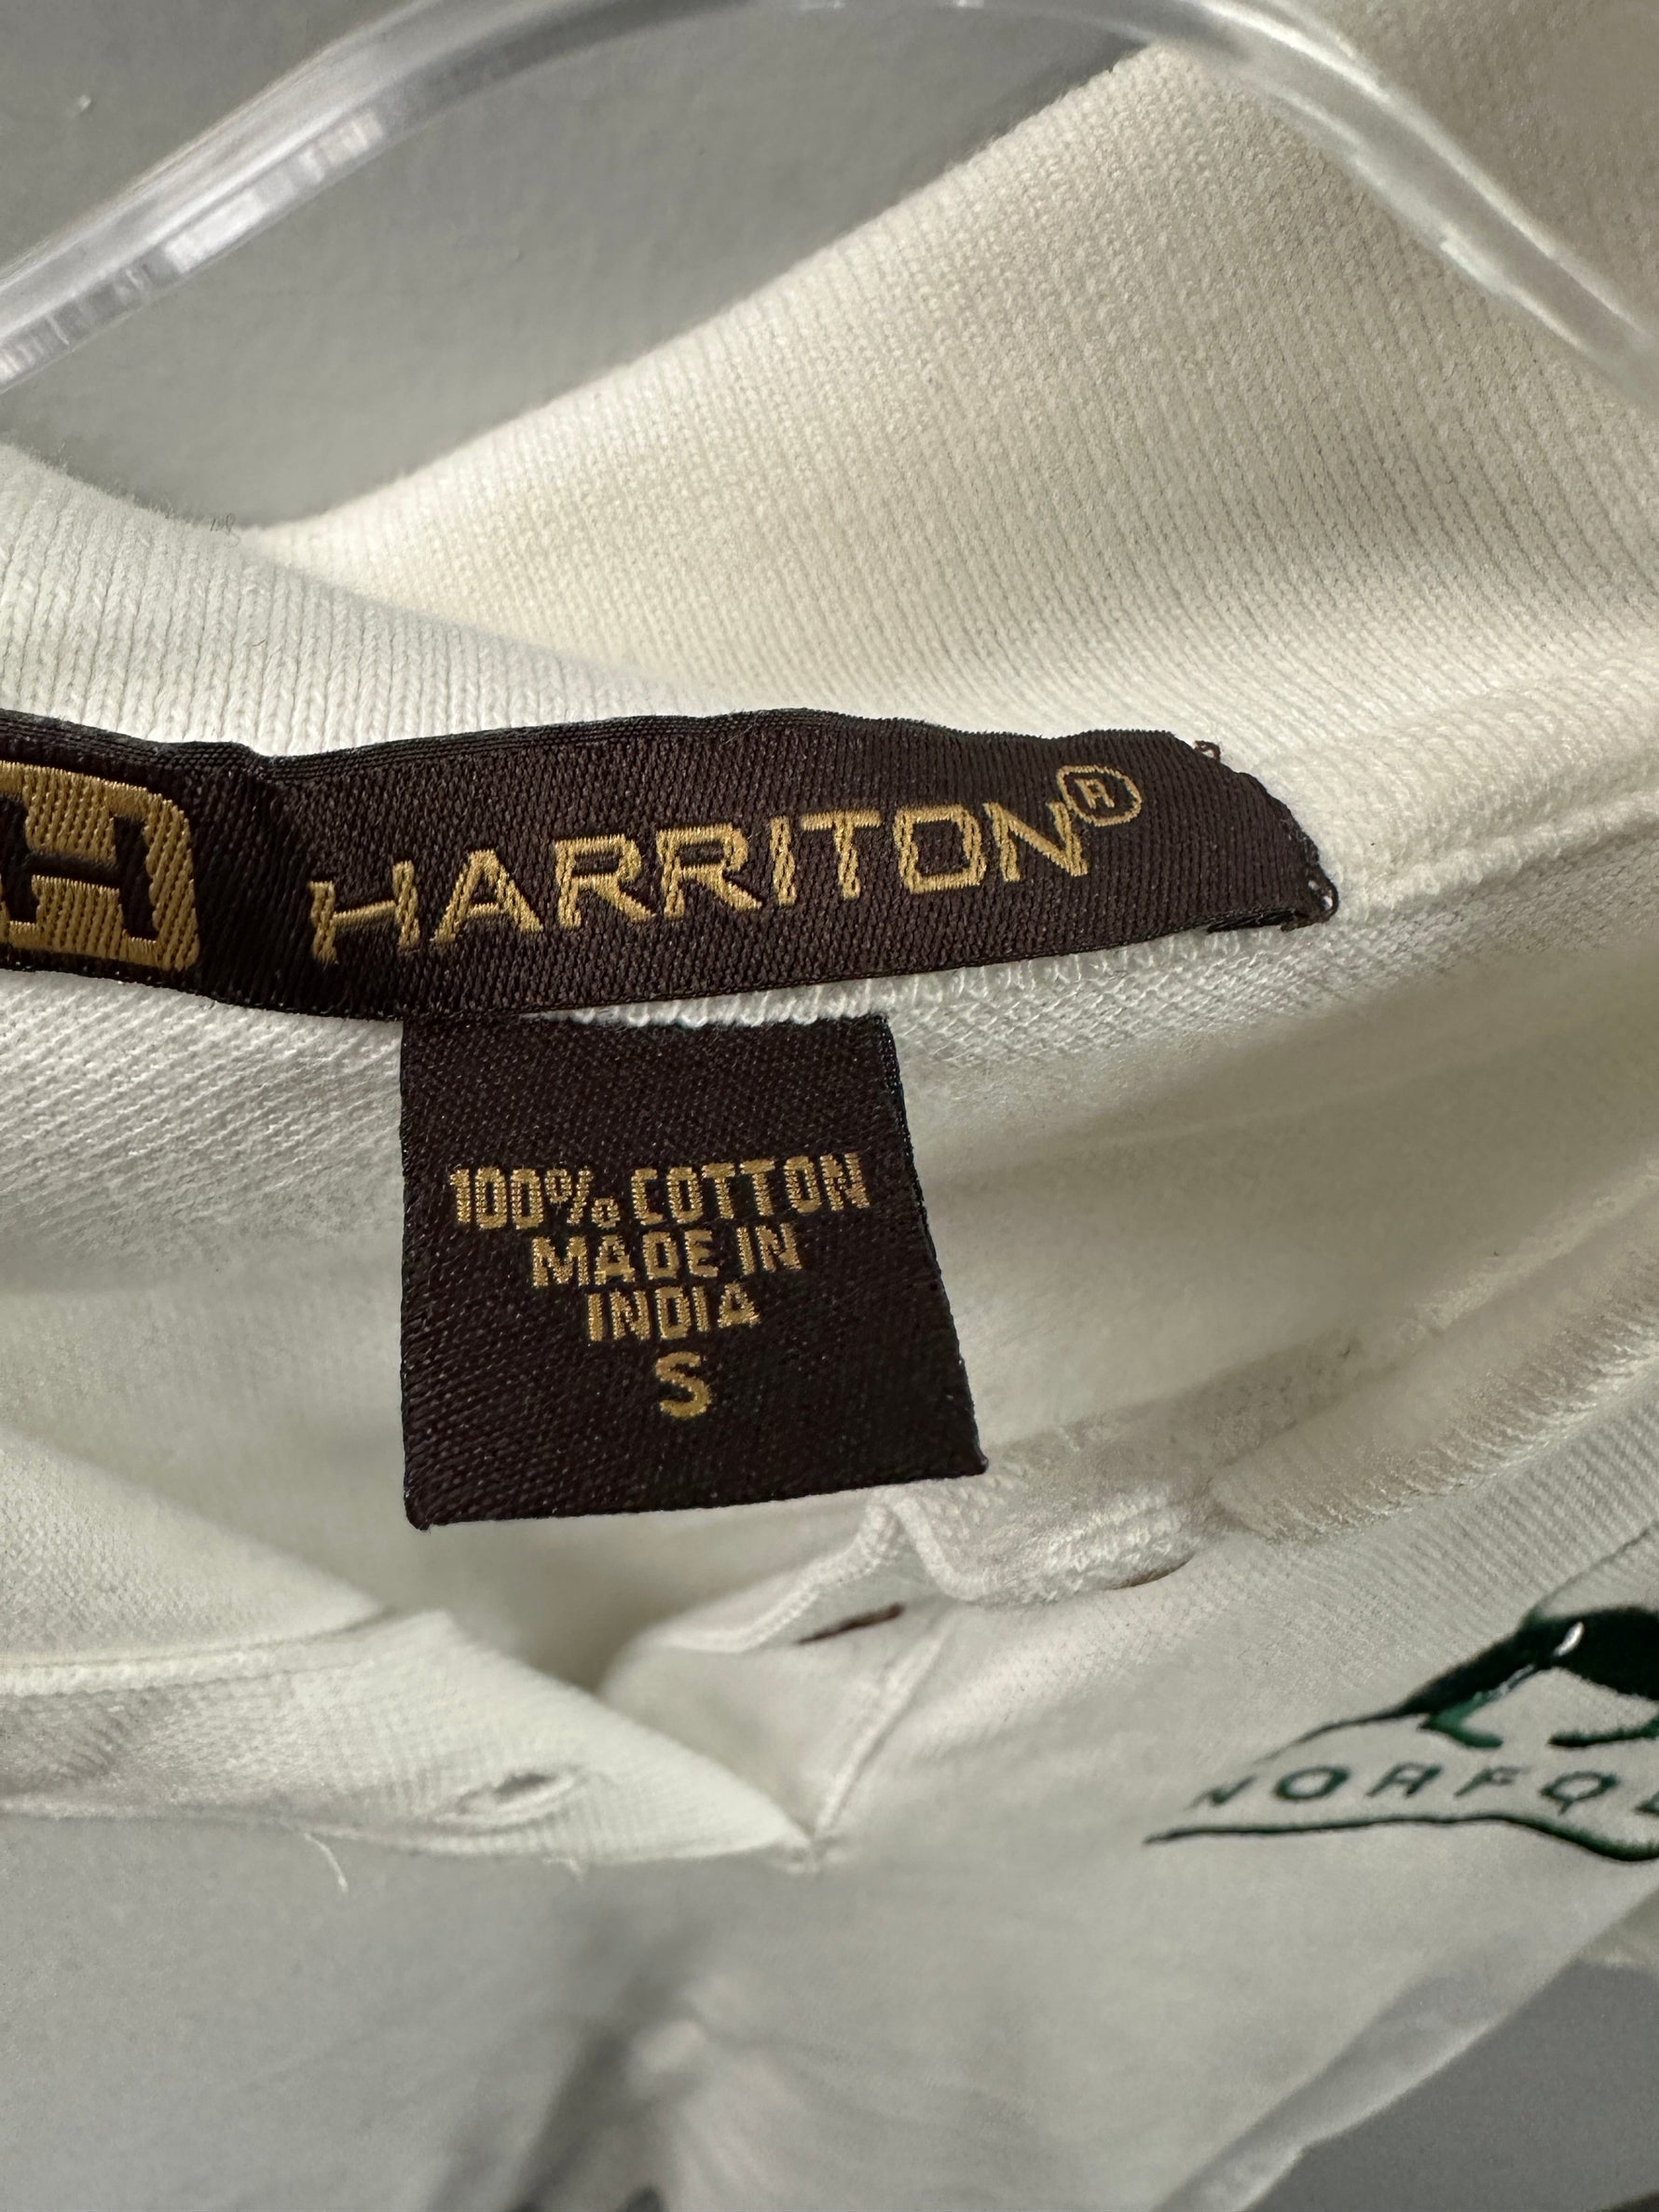 H
HARRITON®
100% COTTON
MADE IN
INDIA
S